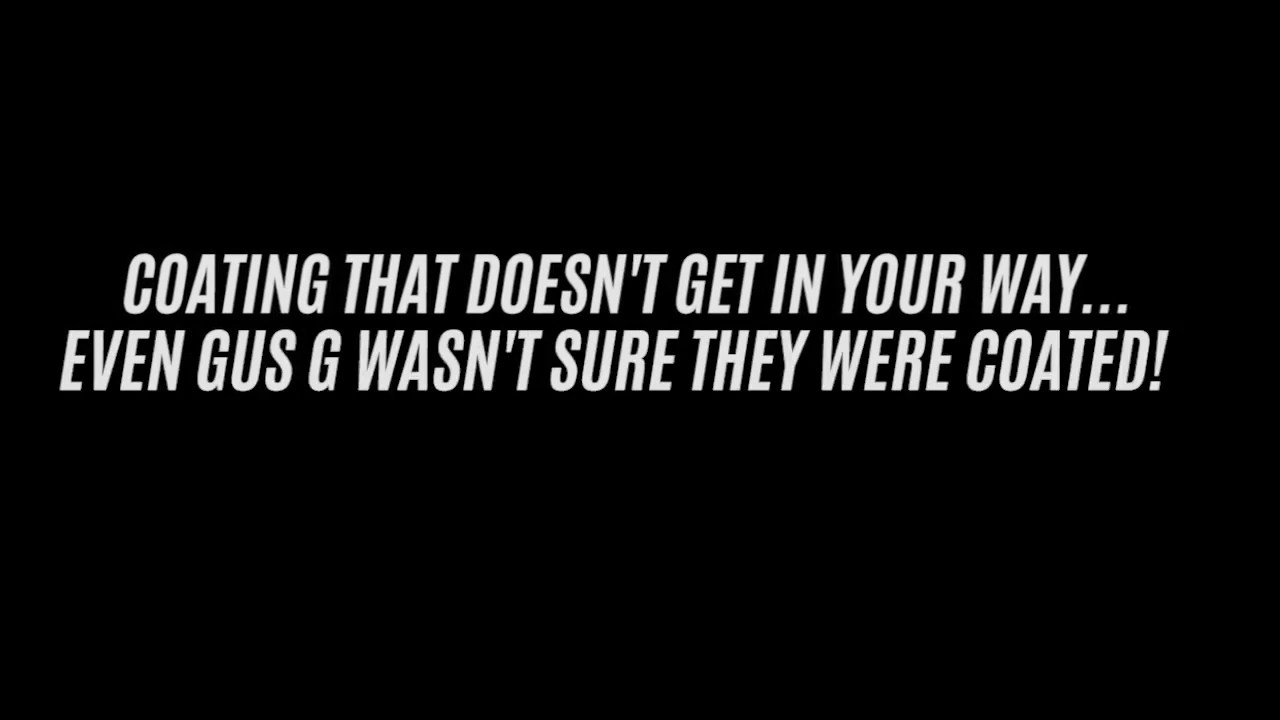 COATING THAT DOESN'T GET IN YOUR WAY...
EVEN GUS G WASN'T SURE THEY WERE COATED!